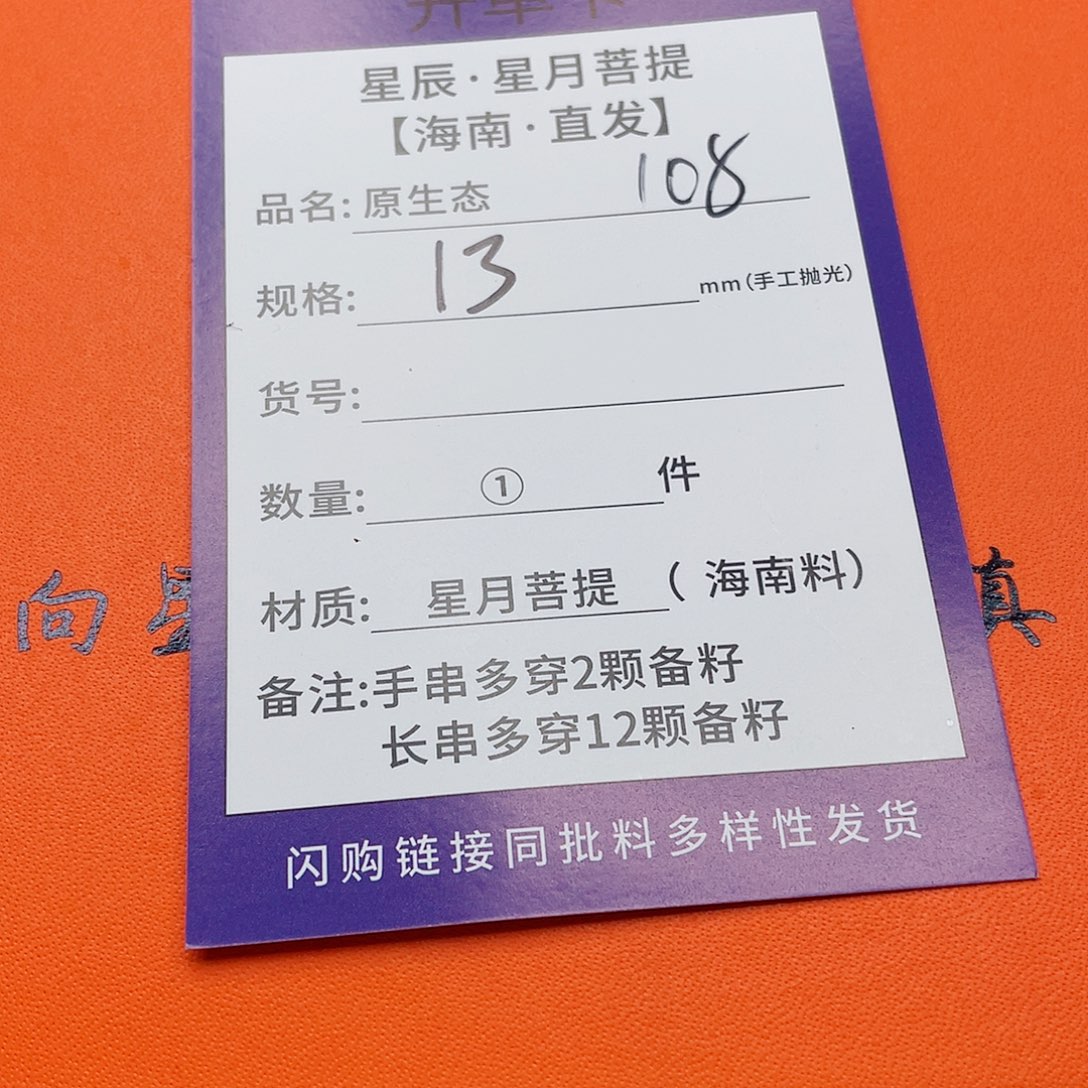 星辰·星月菩提
【海南·直发】
品名:原生态 108
规格: 13 mm(手工抛光)
货号:
数量: ① 件
材质: 星月菩提 (海南料)
备注:手串多穿2颗备籽
长串多穿12颗备籽
闪购链接同批料多样性发货
向星 真